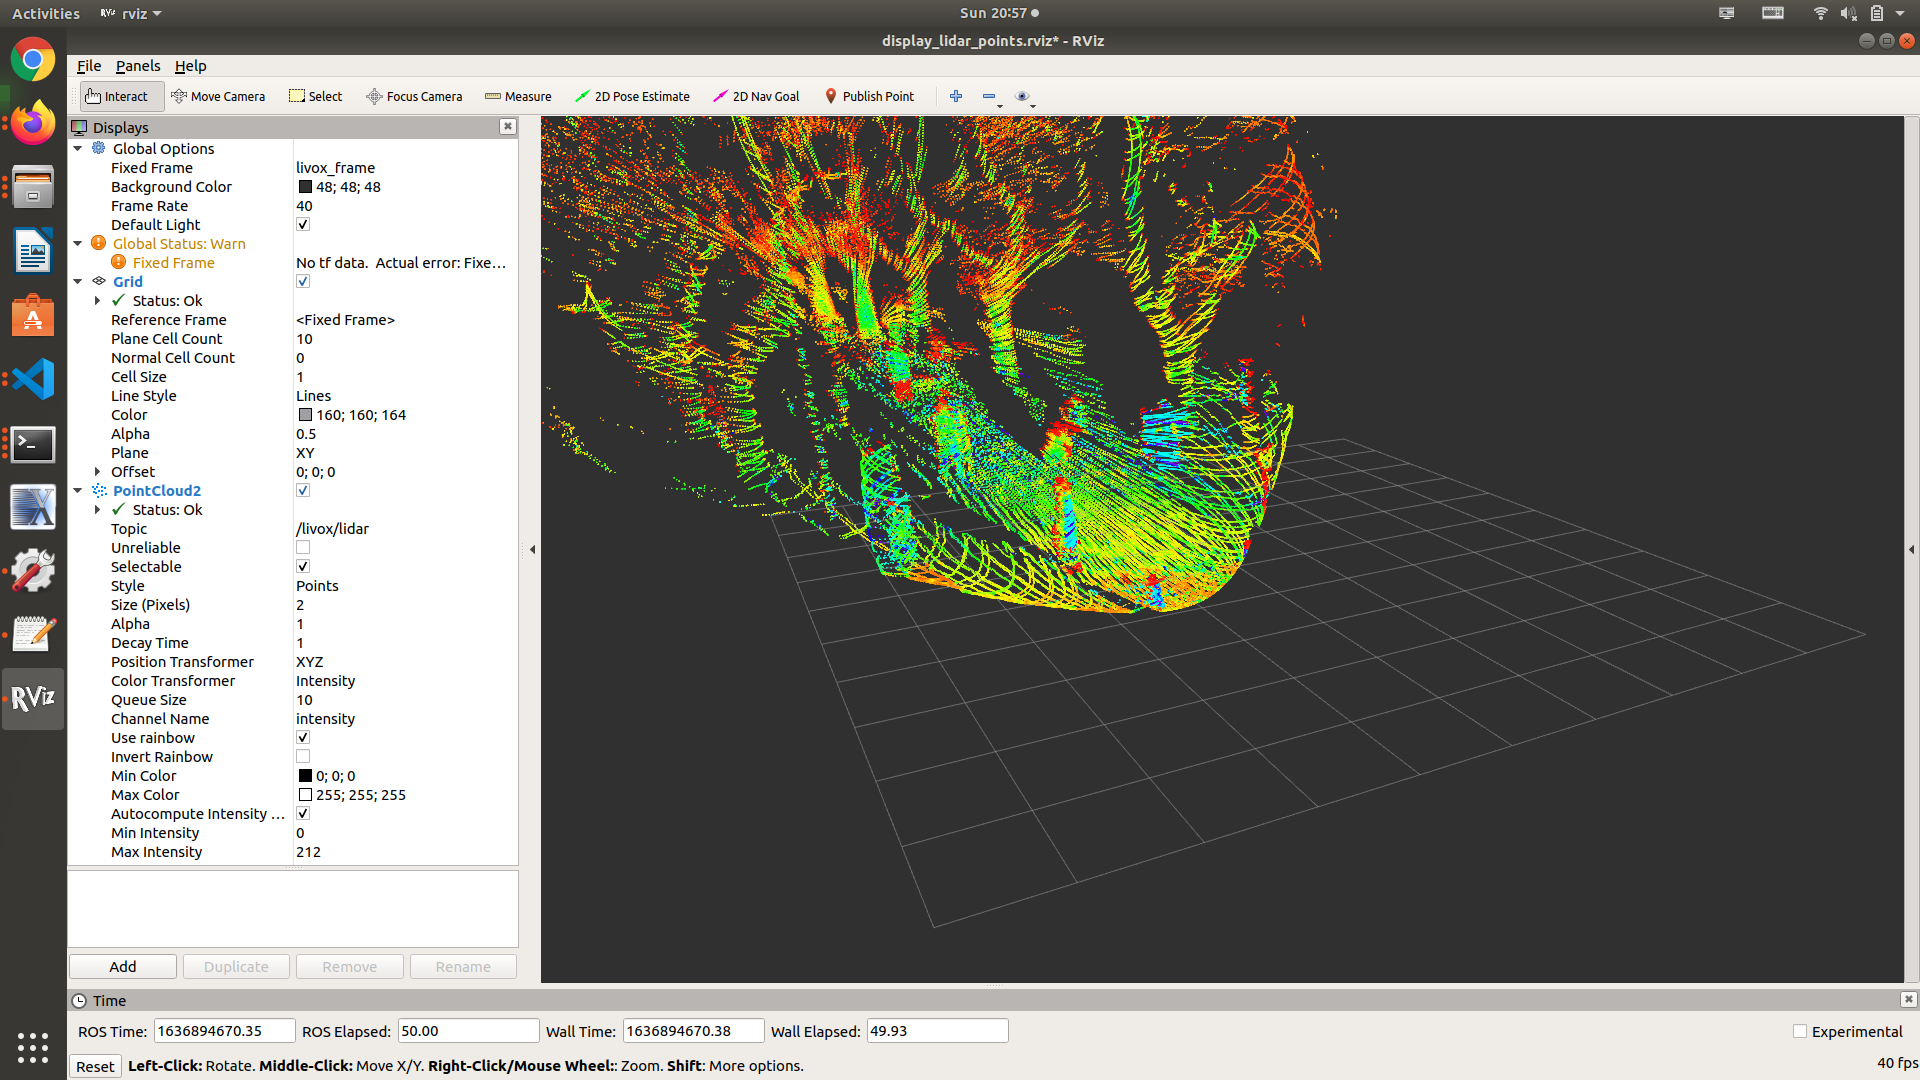 Activities RViz rviz Sun 20:57
display_lidar_points.rviz* - RViz
File Panels Help
Interact Move Camera Select Focus Camera Measure 2D Pose Estimate 2D Nav Goal Publish Point
Displays
Global Options
Fixed Frame livox_frame
Background Color 48; 48; 48
Frame Rate 40
Default Light
Global Status: Warn
Fixed Frame No tf data. Actual error: Fixe...
Grid
Status: Ok
Reference Frame <Fixed Frame>
Plane Cell Count 10
Normal Cell Count 0
Cell Size 1
Line Style Lines
Color 160; 160; 164
Alpha 0.5
Plane XY
Offset 0; 0; 0
PointCloud2
Status: Ok
Topic /livox/lidar
Unreliable
Selectable
Style Points
Size (Pixels) 2
Alpha 1
Decay Time 1
Position Transformer XYZ
Color Transformer Intensity
Queue Size 10
Channel Name intensity
Use rainbow
Invert Rainbow
Min Color 0; 0; 0
Max Color 255; 255; 255
Autocompute Intensity ...
Min Intensity 0
Max Intensity 212
RViz
Add Duplicate Remove Rename
Time
ROS Time: 1636894670.35 ROS Elapsed: 50.00 Wall Time: 1636894670.38 Wall Elapsed: 49.93 Experimental
Reset Left-Click: Rotate. Middle-Click: Move X/Y. Right-Click/Mouse Wheel:: Zoom. Shift: More options. 40 fps